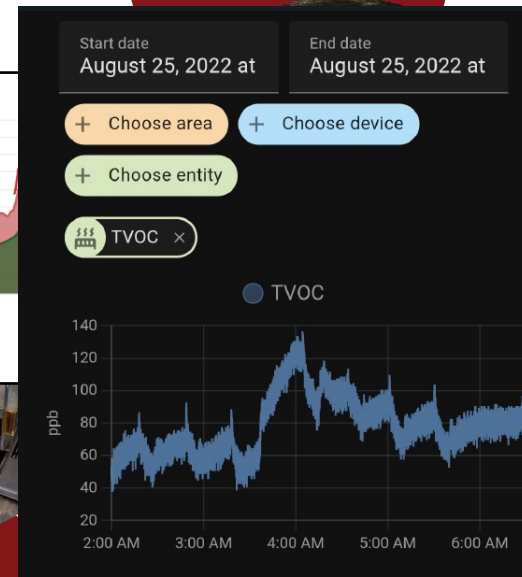 Start date
August 25, 2022 at
End date
August 25, 2022 at
+ Choose area
+ Choose device
+ Choose entity
TVOC ×
TVOC
140
120
100
80
60
40
20
ppb
2:00 AM 3:00 AM 4:00 AM 5:00 AM 6:00 AM